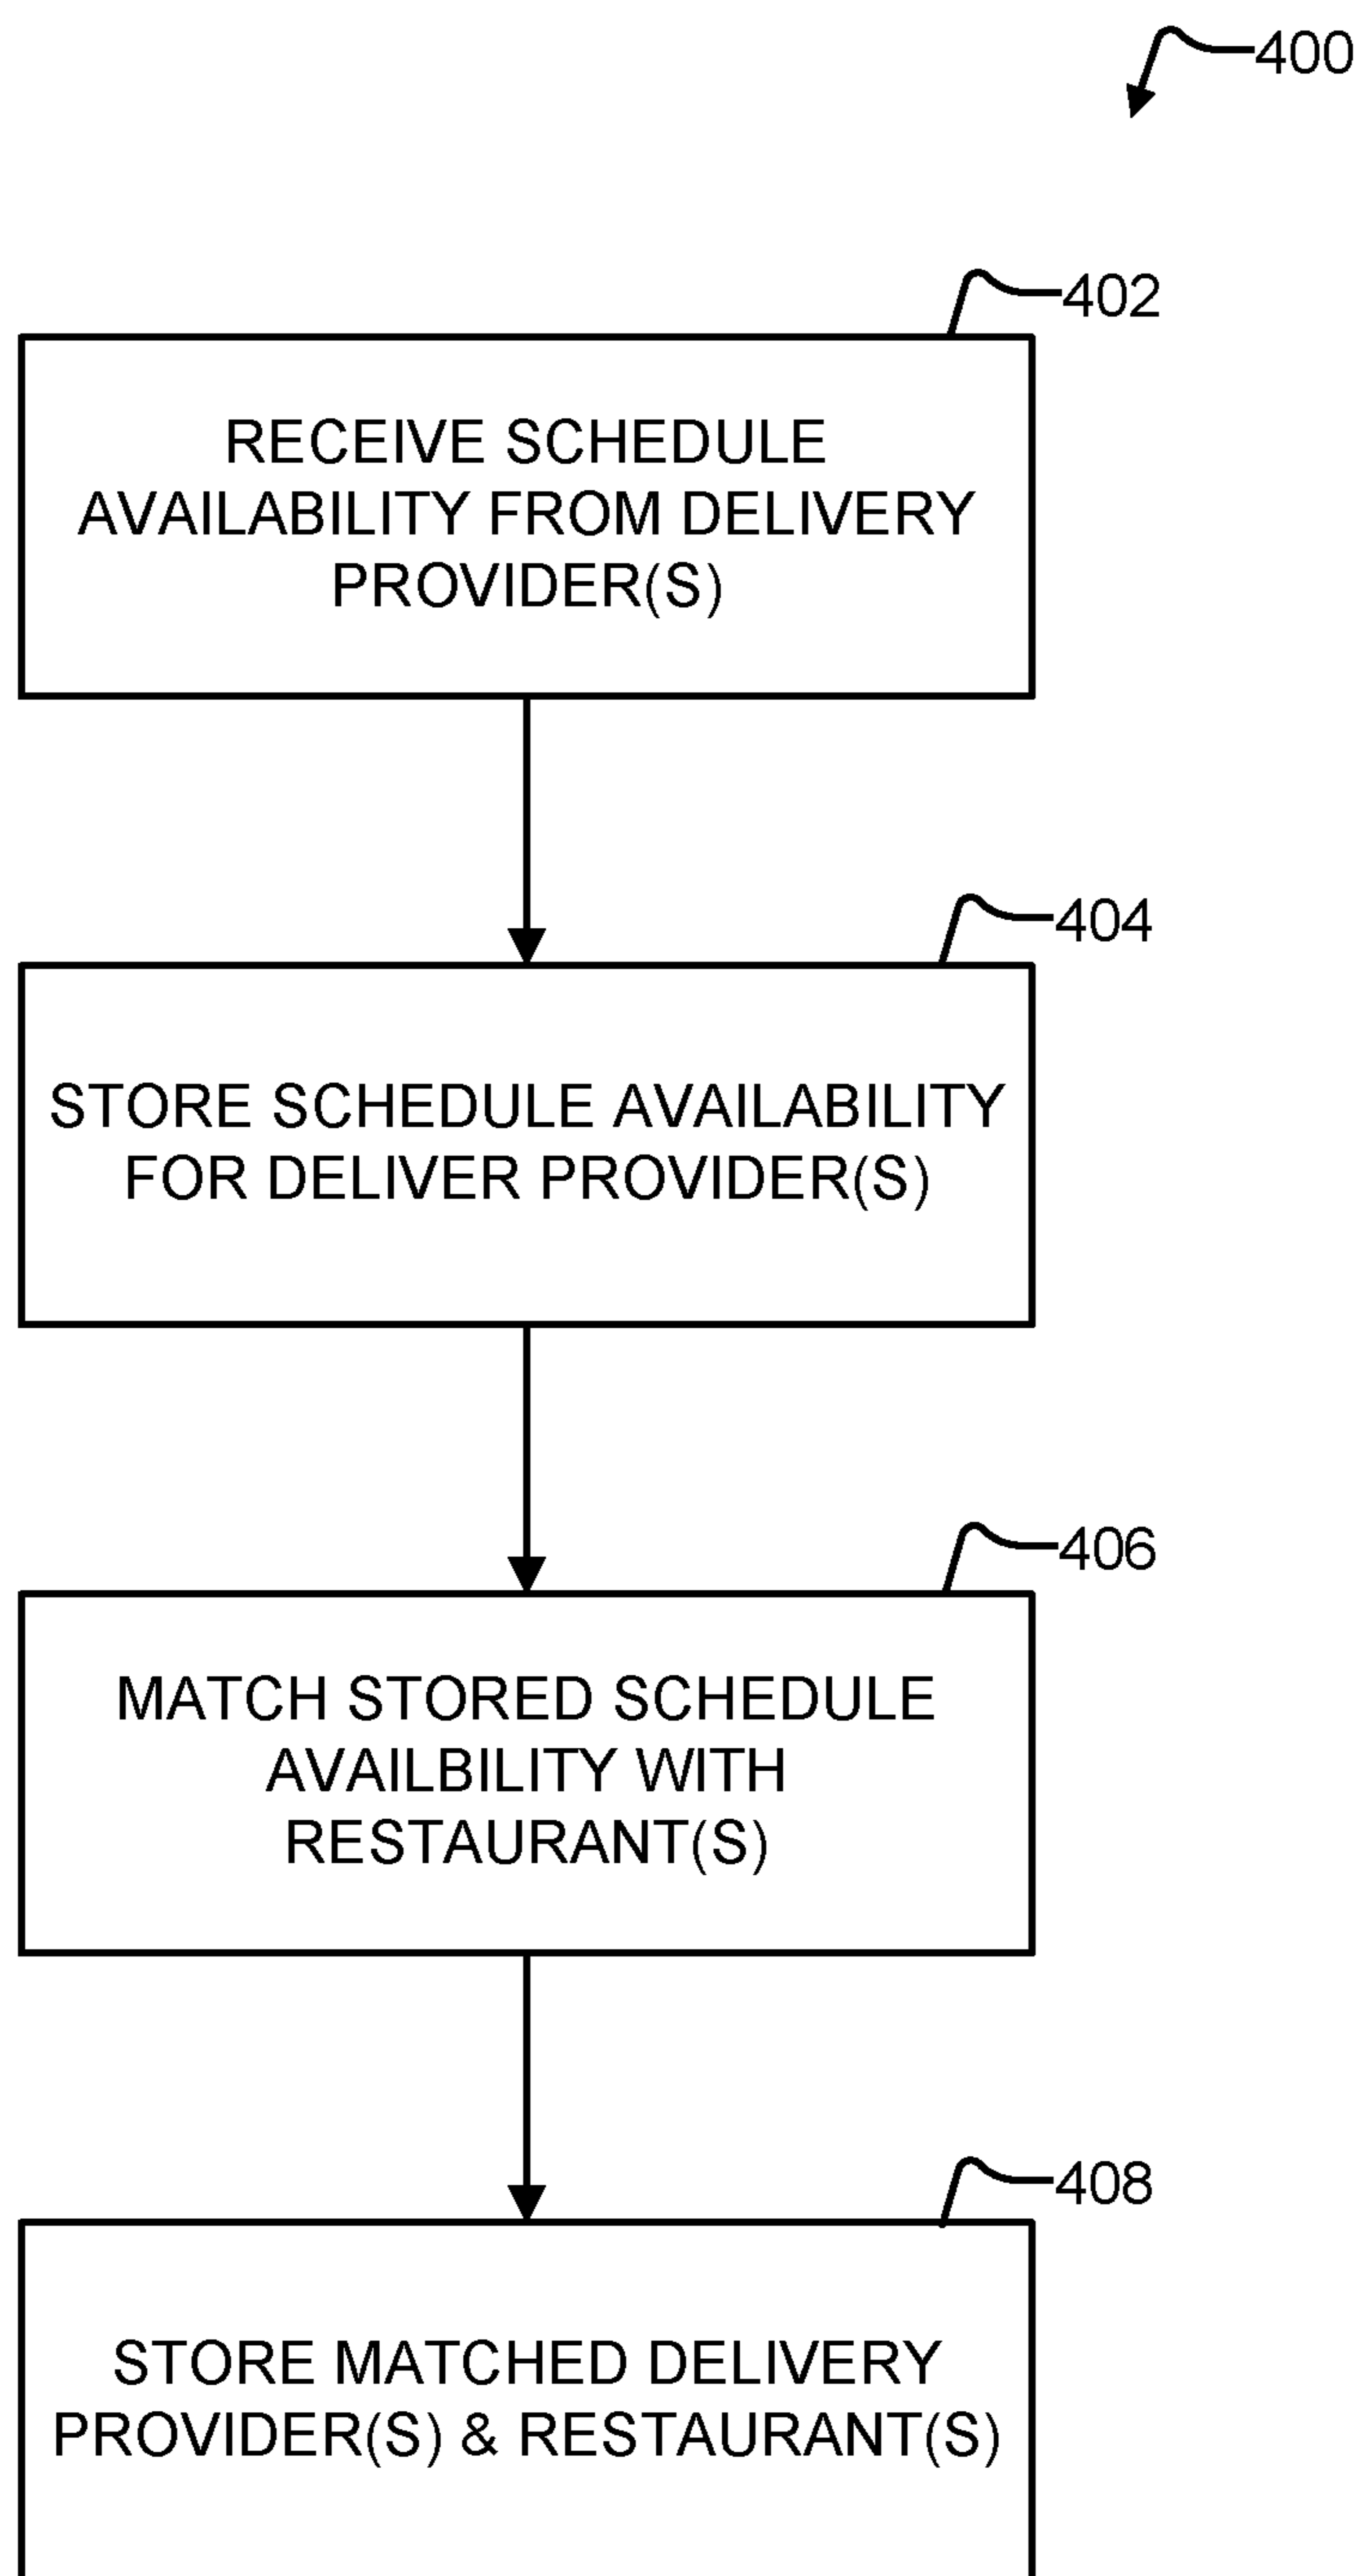 400
402
RECEIVE SCHEDULE
AVAILABILITY FROM DELIVERY
PROVIDER(S)
404
STORE SCHEDULE AVAILABILITY
FOR DELIVER PROVIDER(S)
406
MATCH STORED SCHEDULE
AVAILBILITY WITH
RESTAURANT(S)
408
STORE MATCHED DELIVERY
PROVIDER(S) & RESTAURANT(S)